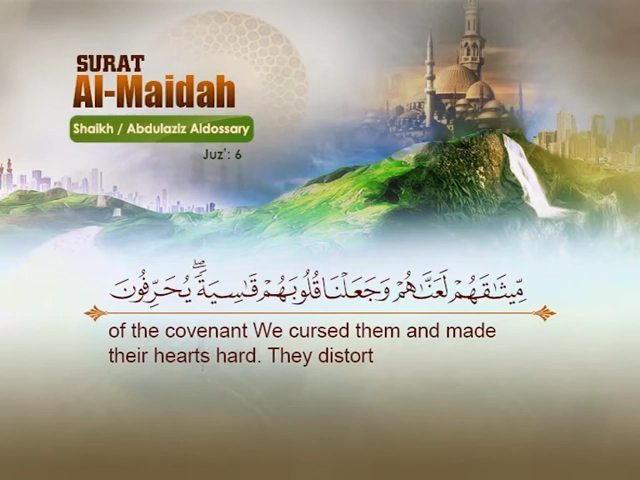 SURAT
Al-Maidah
Shaikh / Abdulaziz Aldossary
Juz': 6
مِّيثَـٰقَهُمْ لَعَنَّـٰهُمْ وَجَعَلْنَا قُلُوبَهُمْ قَـٰسِيَةً ۖ يُحَرِّفُونَ
of the covenant We cursed them and made
their hearts hard. They distort